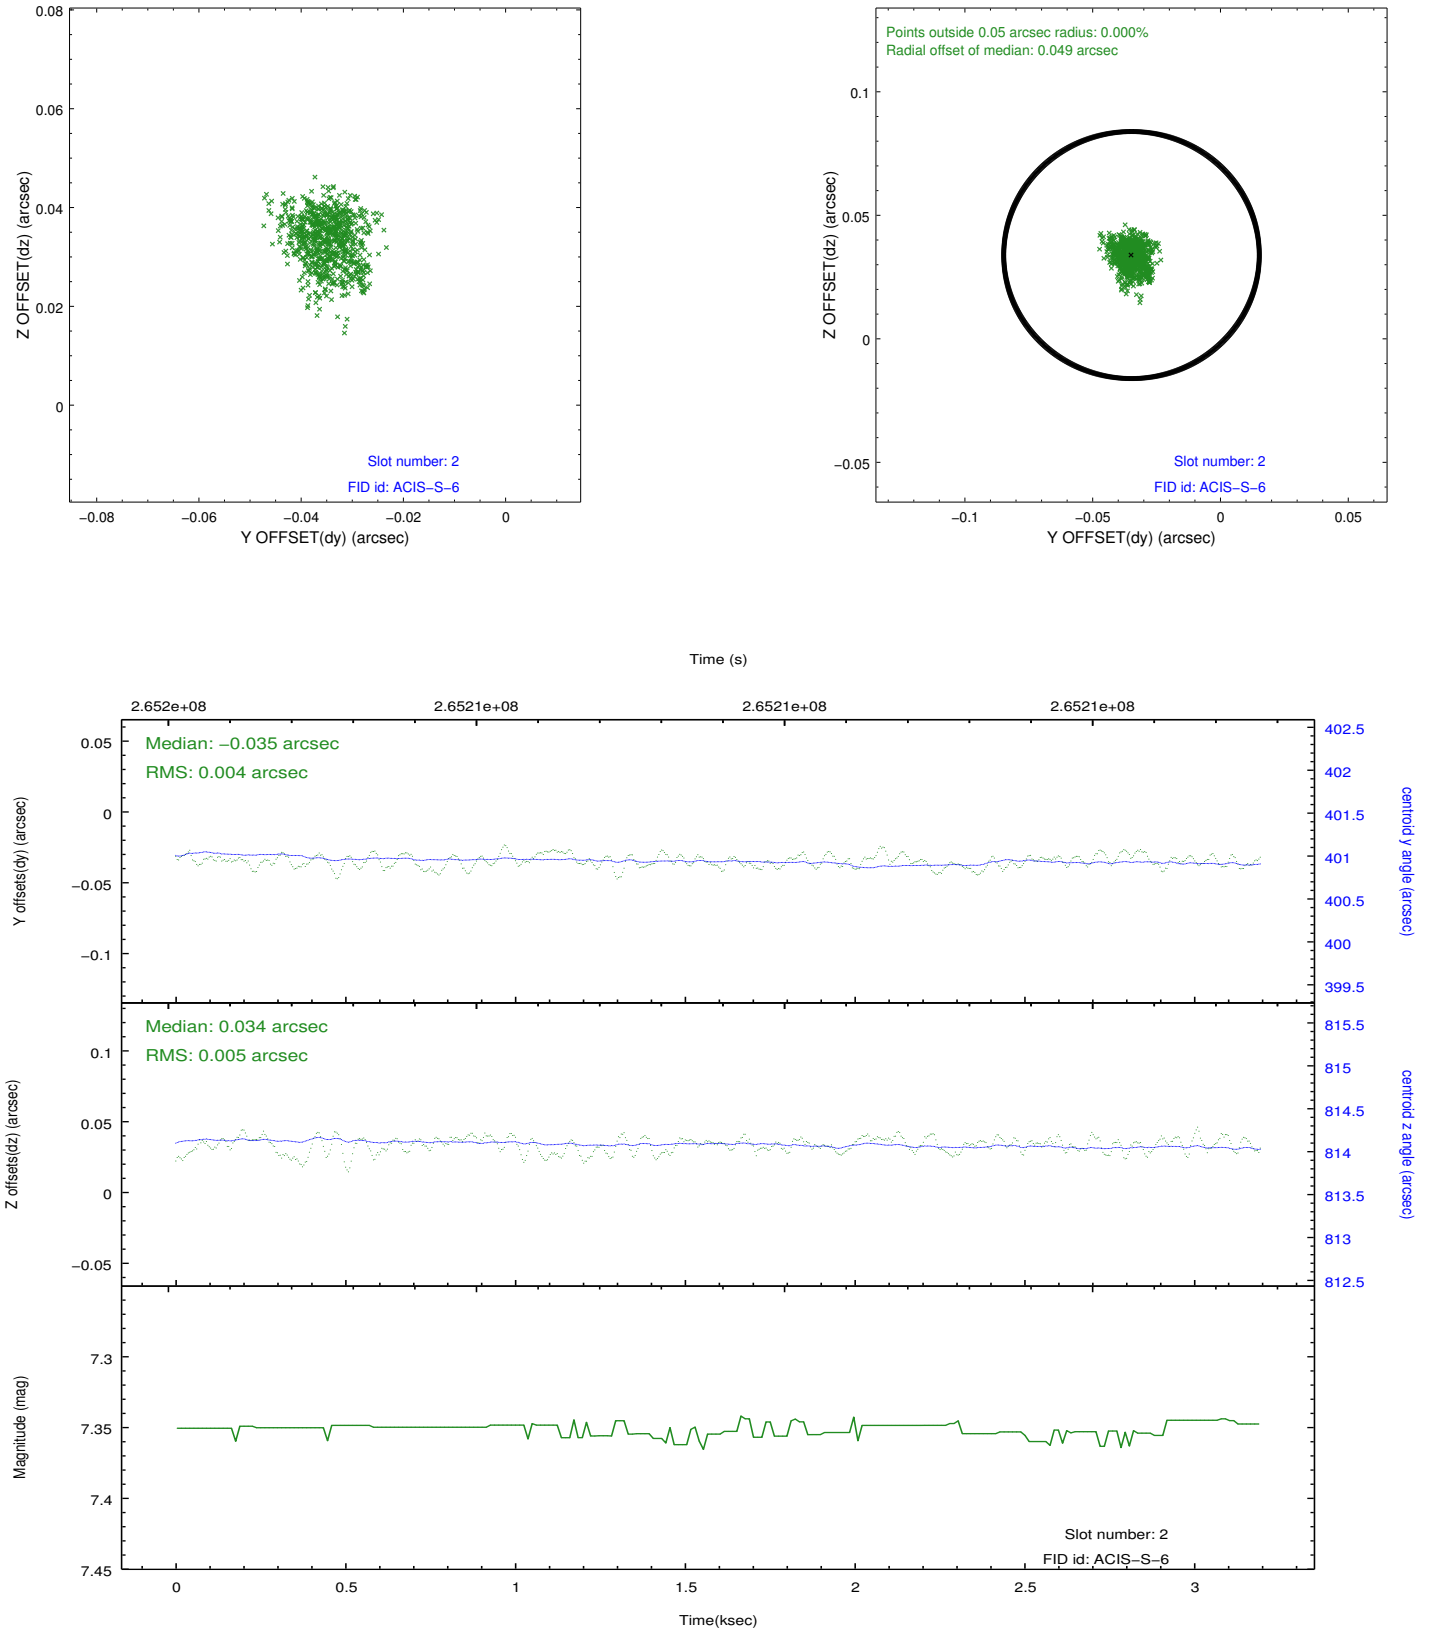 0.08
0.06
0.04
0.02
0
Z OFFSET(dz) (arcsec)
−0.08
−0.06
−0.04
−0.02
0
Y OFFSET(dy) (arcsec)
Slot number: 2
FID id: ACIS−S−6
Points outside 0.05 arcsec radius: 0.000%
Radial offset of median: 0.049 arcsec
0.1
0.05
0
−0.05
Z OFFSET(dz) (arcsec)
−0.1
−0.05
0
0.05
Y OFFSET(dy) (arcsec)
Slot number: 2
FID id: ACIS−S−6
Time (s)
2.652e+08
2.6521e+08
2.6521e+08
2.6521e+08
Median: −0.035 arcsec
RMS: 0.004 arcsec
0.05
0
−0.05
−0.1
Y offsets(dy) (arcsec)
402.5
402
401.5
401
400.5
400
399.5
centroid y angle (arcsec)
Median: 0.034 arcsec
RMS: 0.005 arcsec
0.1
0.05
0
−0.05
Z offsets(dz) (arcsec)
815.5
815
814.5
814
813.5
813
812.5
centroid z angle (arcsec)
7.3
7.35
7.4
7.45
Magnitude (mag)
Slot number: 2
FID id: ACIS−S−6
0
0.5
1
1.5
2
2.5
3
Time(ksec)